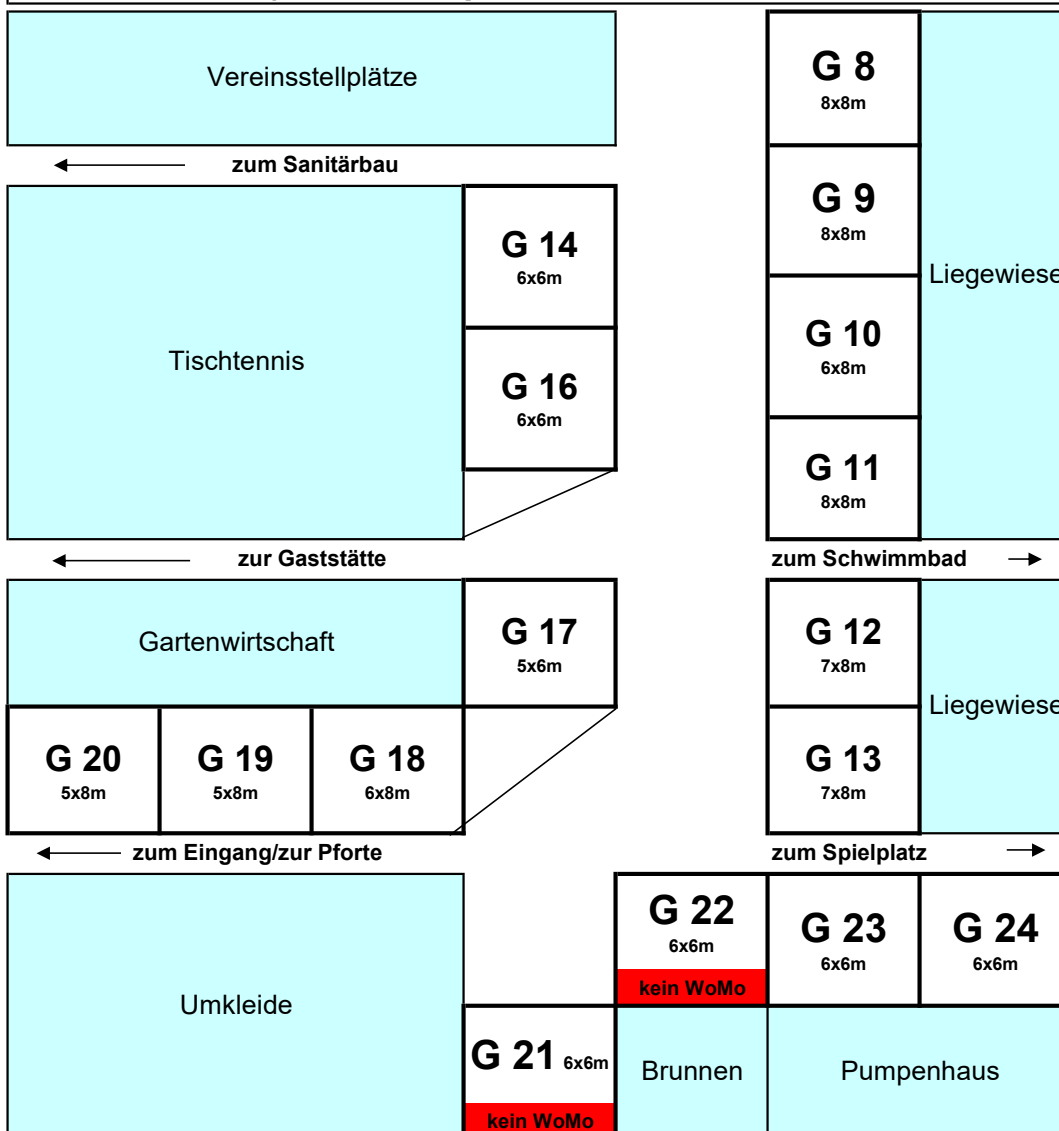 Vereinsstellplätze
G 8
8x8m
zum Sanitärbau
G 9
8x8m
G 14
6x6m
Liegewiese
Tischtennis
G 10
6x8m
G 16
6x6m
G 11
8x8m
zur Gaststätte
zum Schwimmbad
Gartenwirtschaft
G 17
5x6m
G 12
7x8m
Liegewiese
G 20
5x8m
G 19
5x8m
G 18
6x8m
G 13
7x8m
zum Eingang/zur Pforte
zum Spielplatz
G 22
6x6m
kein WoMo
G 23
6x6m
G 24
6x6m
Umkleide
G 21 6x6m
kein WoMo
Brunnen
Pumpenhaus